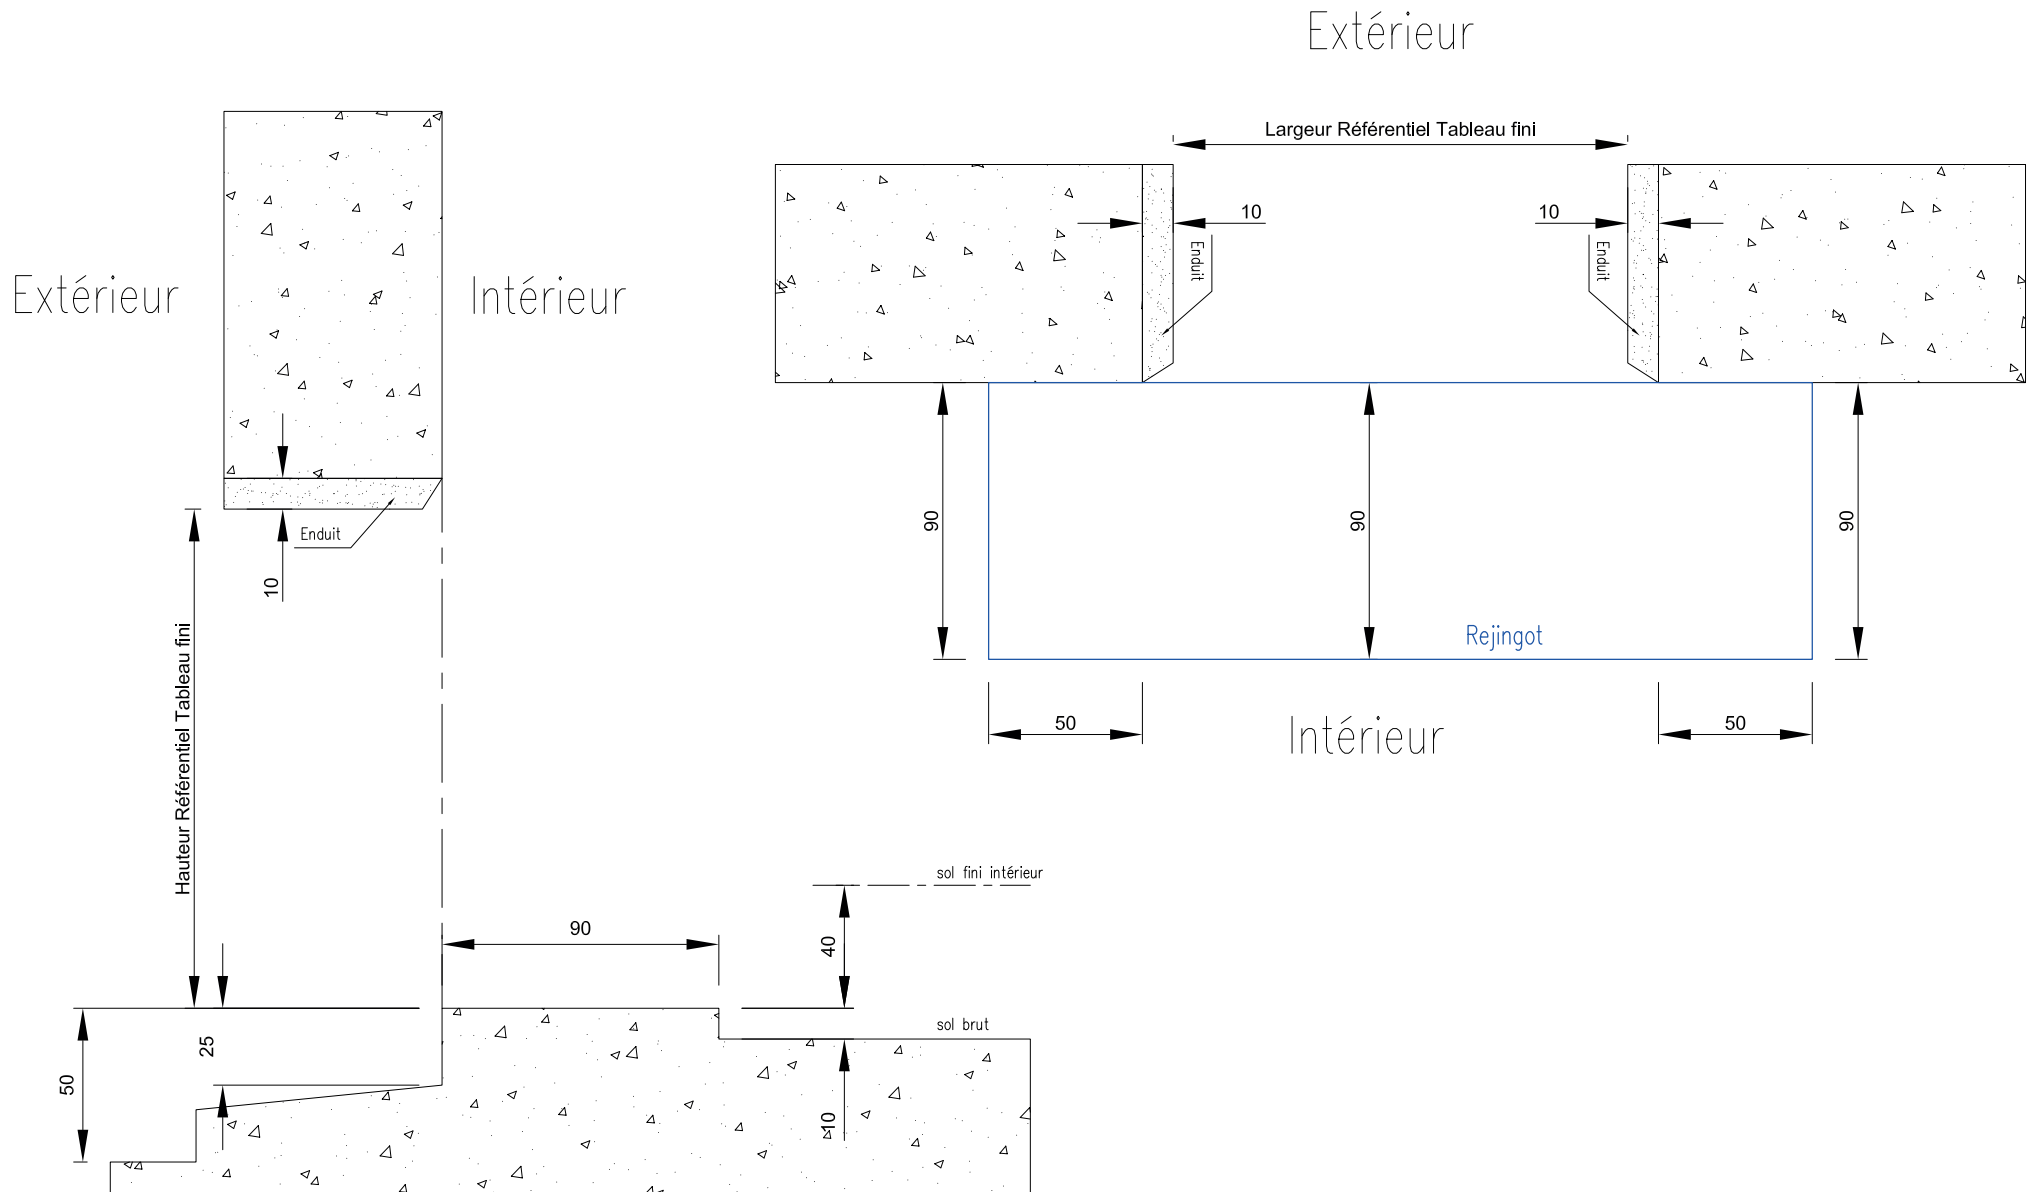 Extérieur
Largeur Référentiel Tableau fini
10
10
Enduit
Enduit
Extérieur
Intérieur
Enduit
10
90
90
90
Rejingot
50
50
Intérieur
Hauteur Référentiel Tableau fini
sol fini intérieur
90
40
sol brut
25
50
10